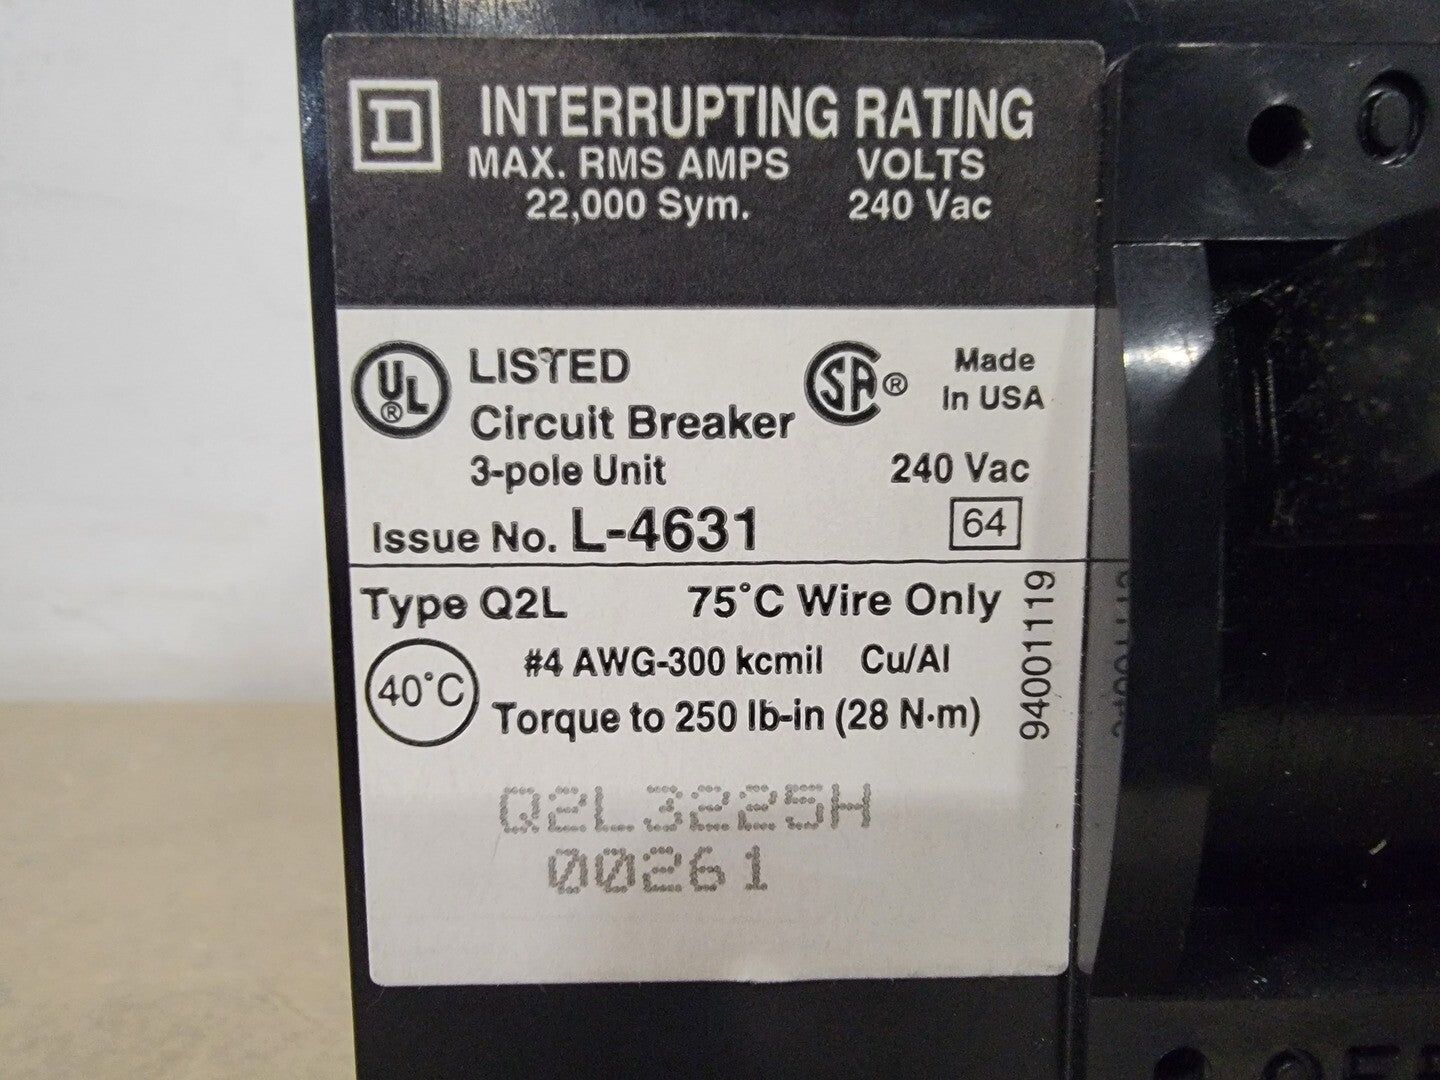 D INTERRUPTING RATING
MAX. RMS AMPS VOLTS
22,000 Sym. 240 Vac
UL® LISTED
Circuit Breaker
3-pole Unit
SA® Made
In USA
240 Vac
Issue No. L-4631 64
Type Q2L 75°C Wire Only
40°C #4 AWG-300 kcmil Cu/Al
Torque to 250 lb-in (28 N·m)
94001119
Q2L3225H
00261